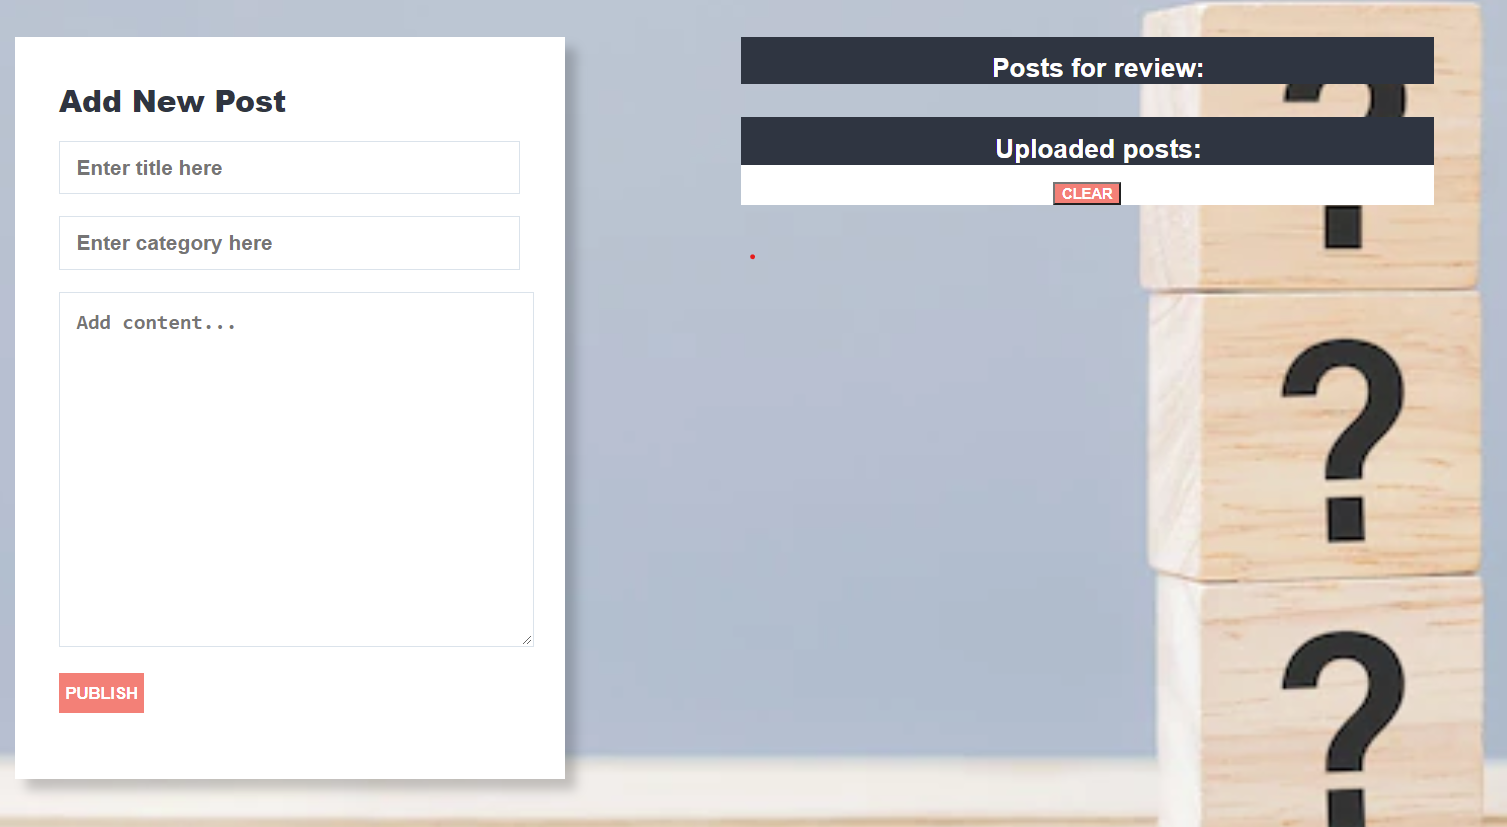 Add New Post
Enter title here
Enter category here
Add content...
PUBLISH
Posts for review:
Uploaded posts:
CLEAR
?
?
?